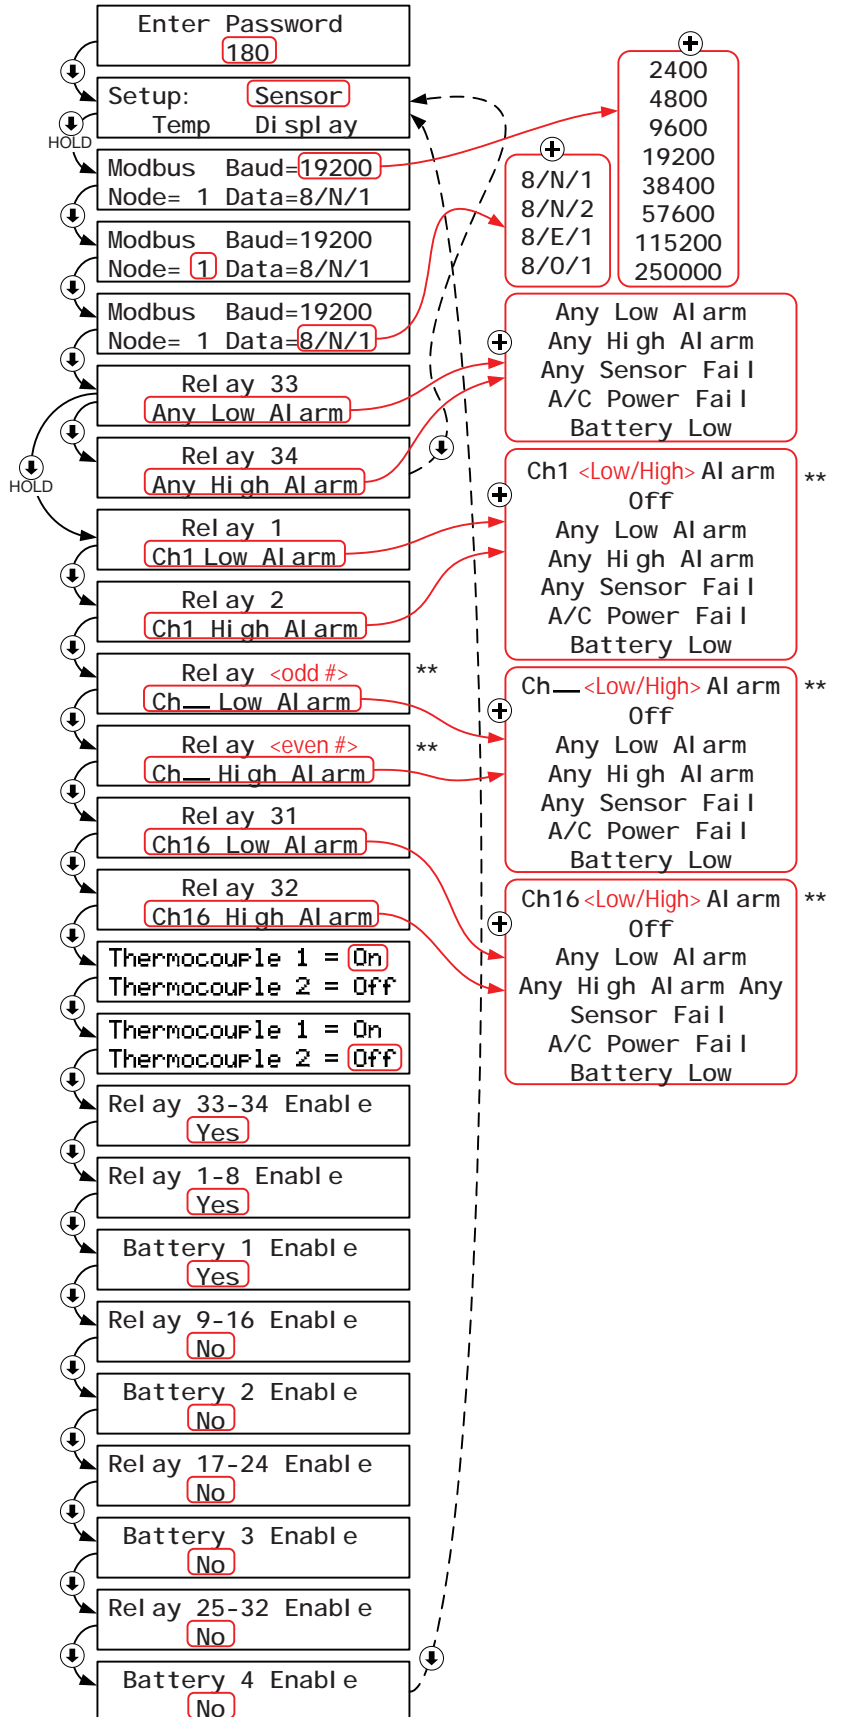 Enter Password
180
Setup: Sensor
Temp Display
HOLD
Modbus Baud=19200
Node= 1 Data=8/N/1
Modbus Baud=19200
Node= 1 Data=8/N/1
Modbus Baud=19200
Node= 1 Data=8/N/1
Relay 33
Any Low Alarm
Relay 34
Any High Alarm
HOLD
Relay 1
Ch1 Low Alarm
Relay 2
Ch1 High Alarm
Relay <odd #>
Ch__ Low Alarm
**
Relay <even #>
Ch__ High Alarm
**
Relay 31
Ch16 Low Alarm
Relay 32
Ch16 High Alarm
Thermocouple 1 = On
Thermocouple 2 = Off
Thermocouple 1 = On
Thermocouple 2 = Off
Relay 33-34 Enable
Yes
Relay 1-8 Enable
Yes
Battery 1 Enable
Yes
Relay 9-16 Enable
No
Battery 2 Enable
No
Relay 17-24 Enable
No
Battery 3 Enable
No
Relay 25-32 Enable
No
Battery 4 Enable
No
2400
4800
9600
19200
38400
57600
115200
250000
8/N/1
8/N/2
8/E/1
8/O/1
Any Low Alarm
Any High Alarm
Any Sensor Fail
A/C Power Fail
Battery Low
Ch1 <Low/High> Alarm
**
Off
Any Low Alarm
Any High Alarm
Any Sensor Fail
A/C Power Fail
Battery Low
Ch__ <Low/High> Alarm
**
Off
Any Low Alarm
Any High Alarm
Any Sensor Fail
A/C Power Fail
Battery Low
Ch16 <Low/High> Alarm
**
Off
Any Low Alarm
Any High Alarm Any
Sensor Fail
A/C Power Fail
Battery Low